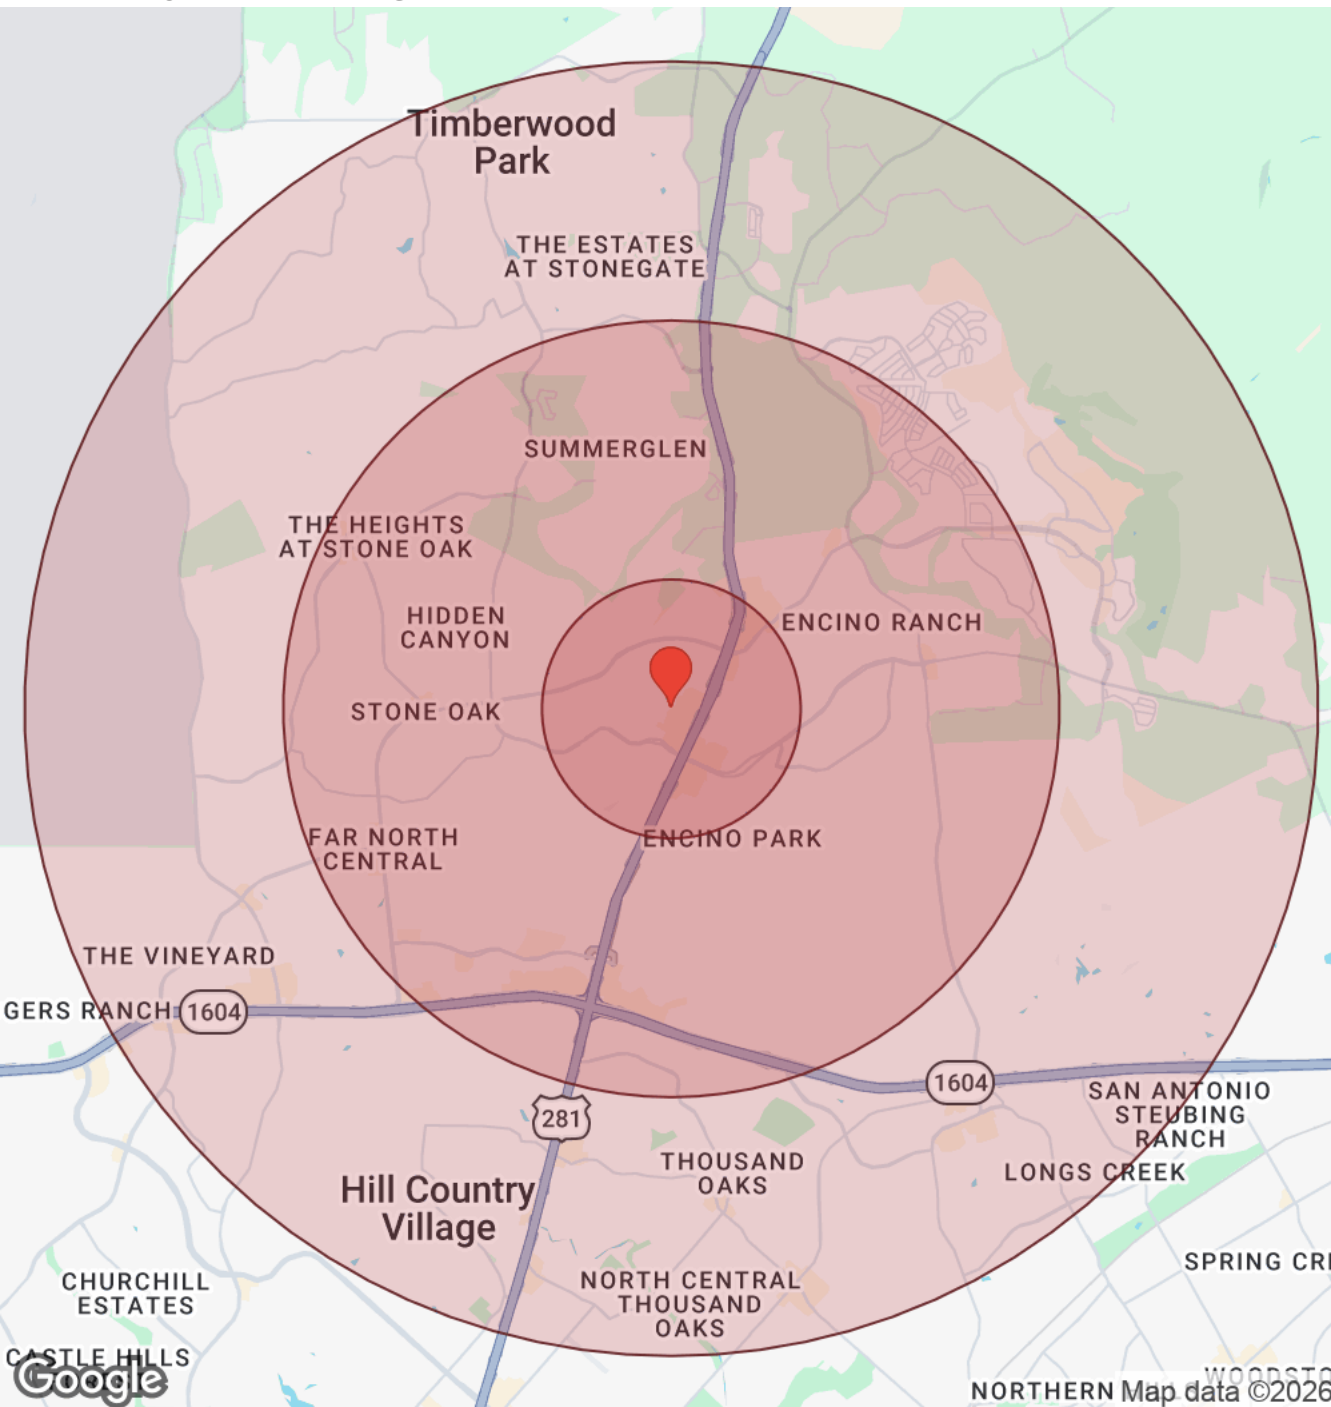 Timberwood
Park
THE ESTATES
AT STONEGATE
SUMMERGLEN
THE HEIGHTS
AT STONE OAK
HIDDEN
CANYON
ENCINO RANCH
STONE OAK
FAR NORTH
CENTRAL
ENCINO PARK
THE VINEYARD
GERS RANCH
1604
1604
SAN ANTONIO
STEUBING
RANCH
281
THOUSAND
OAKS
LONGS CREEK
Hill Country
Village
SPRING CRE
CHURCHILL
ESTATES
NORTH CENTRAL
THOUSAND
OAKS
CASTLE HILLS
Google
WOODSTO
NORTHERN
Map data ©2026